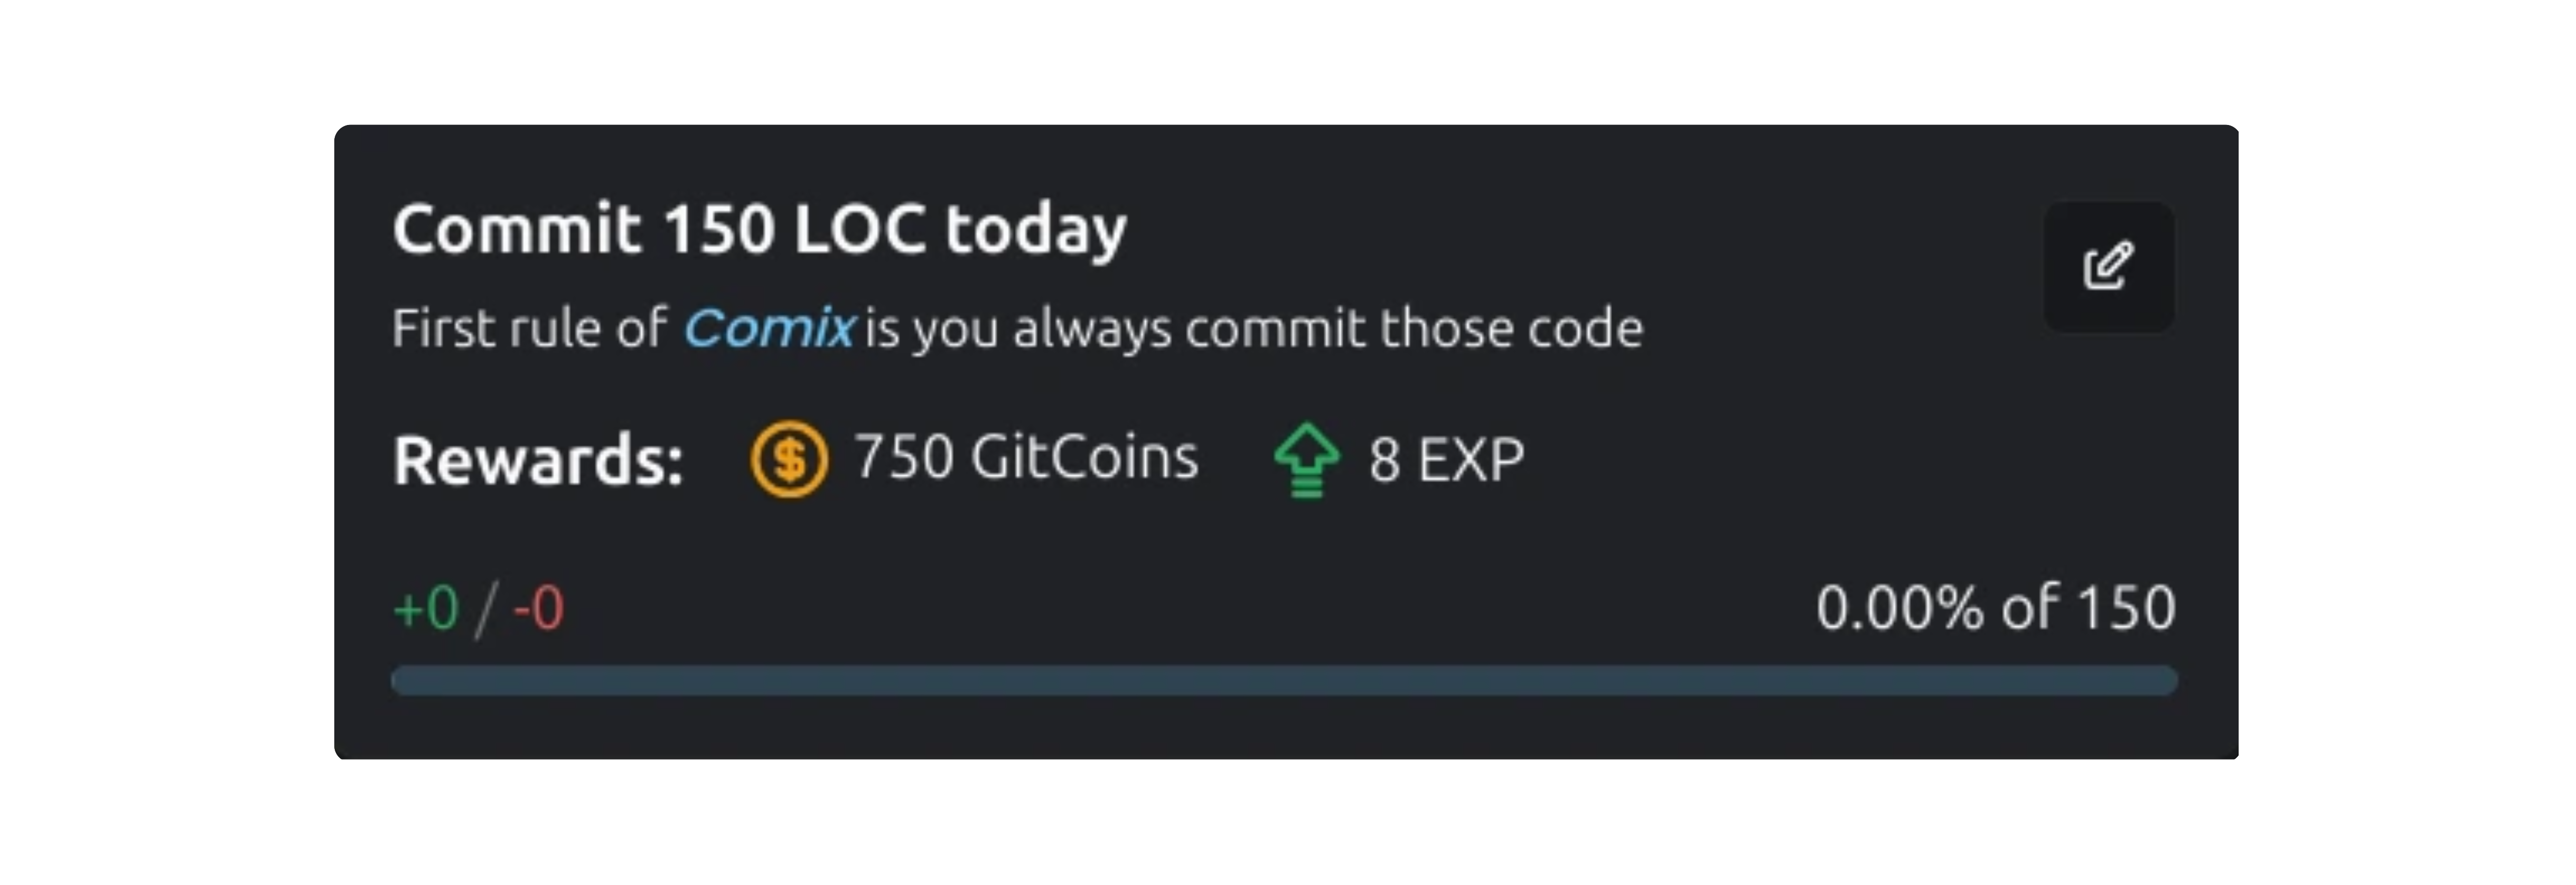 Commit 150 LOC today
First rule of Comix is you always commit those code
Rewards: 750 GitCoins 8 EXP
+0 / -0 0.00% of 150